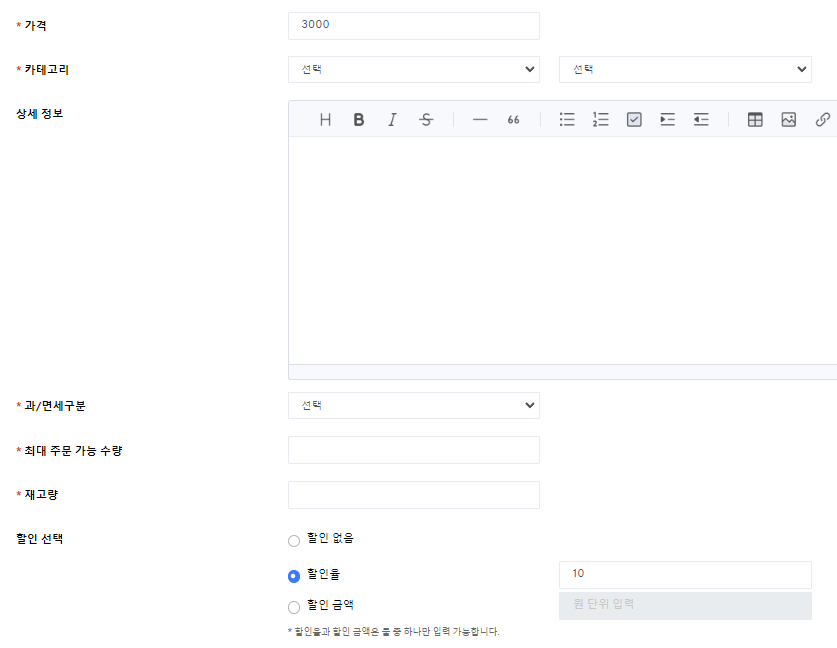 * 가격 3000
* 카테고리 선택 선택
상세 정보 H B I S 66
* 과/면세구분 선택
* 최대 주문 가능 수량
* 재고량
할인 선택 할인 없음
할인율 10
할인 금액 원 단위 입력
* 할인율과 할인 금액은 둘 중 하나만 입력 가능합니다.